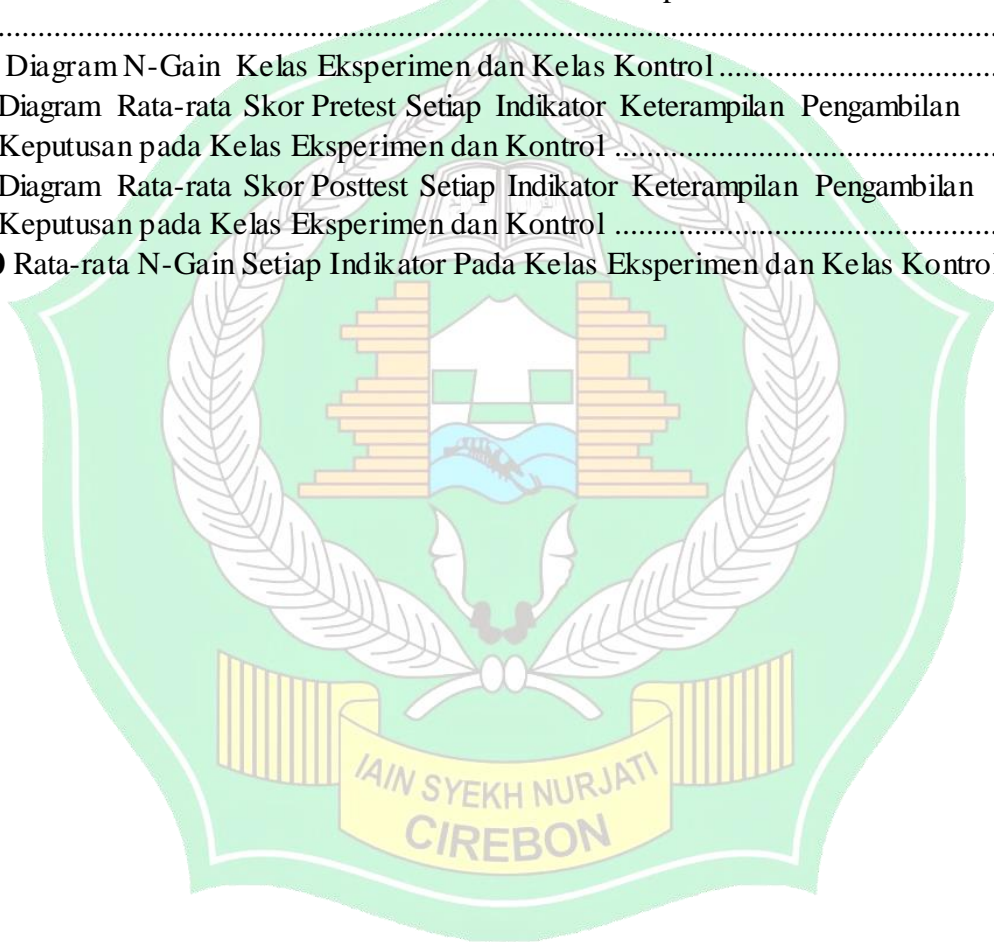 ...................................................................................................................................
Diagram N-Gain Kelas Eksperimen dan Kelas Kontrol ....................................
Diagram Rata-rata Skor Pretest Setiap Indikator Keterampilan Pengambilan
Keputusan pada Kelas Eksperimen dan Kontrol ..................................................
Diagram Rata-rata Skor Posttest Setiap Indikator Keterampilan Pengambilan
Keputusan pada Kelas Eksperimen dan Kontrol ..................................................
0 Rata-rata N-Gain Setiap Indikator Pada Kelas Eksperimen dan Kelas Kontrol
IAIN SYEKH NURJATI
CIREBON